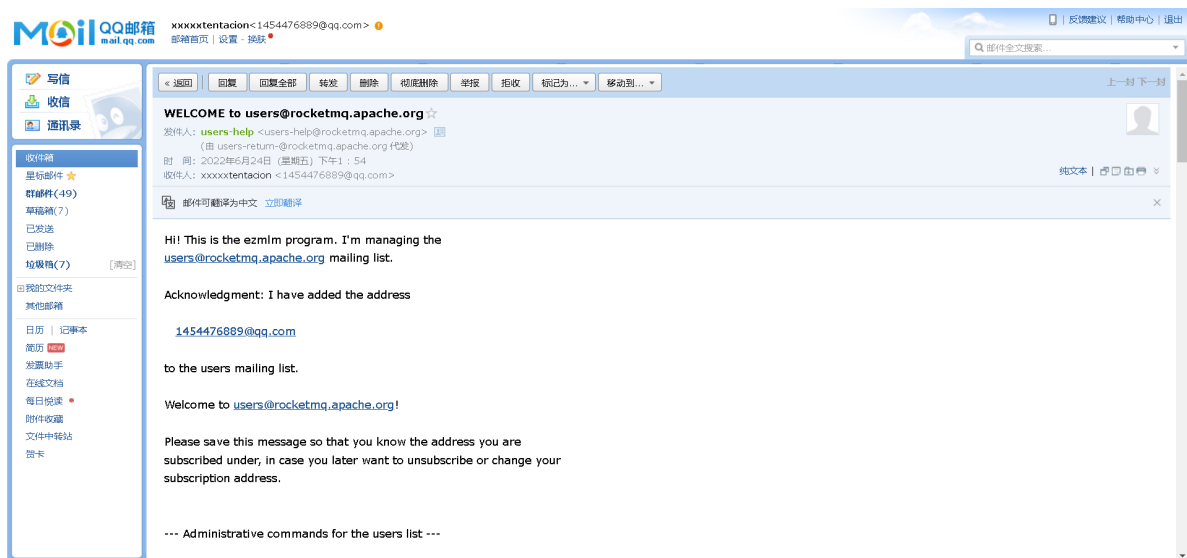 MAil QQ邮箱
mail.qq.com
xxxxxtentacion<1454476889@qq.com>
邮箱首页 | 设置 - 换肤
反馈建议 | 帮助中心 | 退出
邮件全文搜索...
写信
收信
通讯录
收件箱
星标邮件
群邮件(49)
草稿箱(7)
已发送
已删除
垃圾箱(7) [清空]
我的文件夹
其他邮箱
日历 | 记事本
简历 NEW
发票助手
在线文档
每日悦读
附件收藏
文件中转站
贺卡
« 返回 回复 回复全部 转发 删除 彻底删除 举报 拒收 标记为... 移动到...
上一封 下一封
WELCOME to users@rocketmq.apache.org☆
发件人: users-help <users-help@rocketmq.apache.org>
(由 users-return-@rocketmq.apache.org 代发)
时 间: 2022年6月24日 (星期五) 下午1：54
收件人: xxxxxtentacion <1454476889@qq.com>
纯文本 |
邮件可翻译为中文 立即翻译
Hi! This is the ezmlm program. I'm managing the
users@rocketmq.apache.org mailing list.
Acknowledgment: I have added the address
1454476889@qq.com
to the users mailing list.
Welcome to users@rocketmq.apache.org!
Please save this message so that you know the address you are
subscribed under, in case you later want to unsubscribe or change your
subscription address.
--- Administrative commands for the users list ---